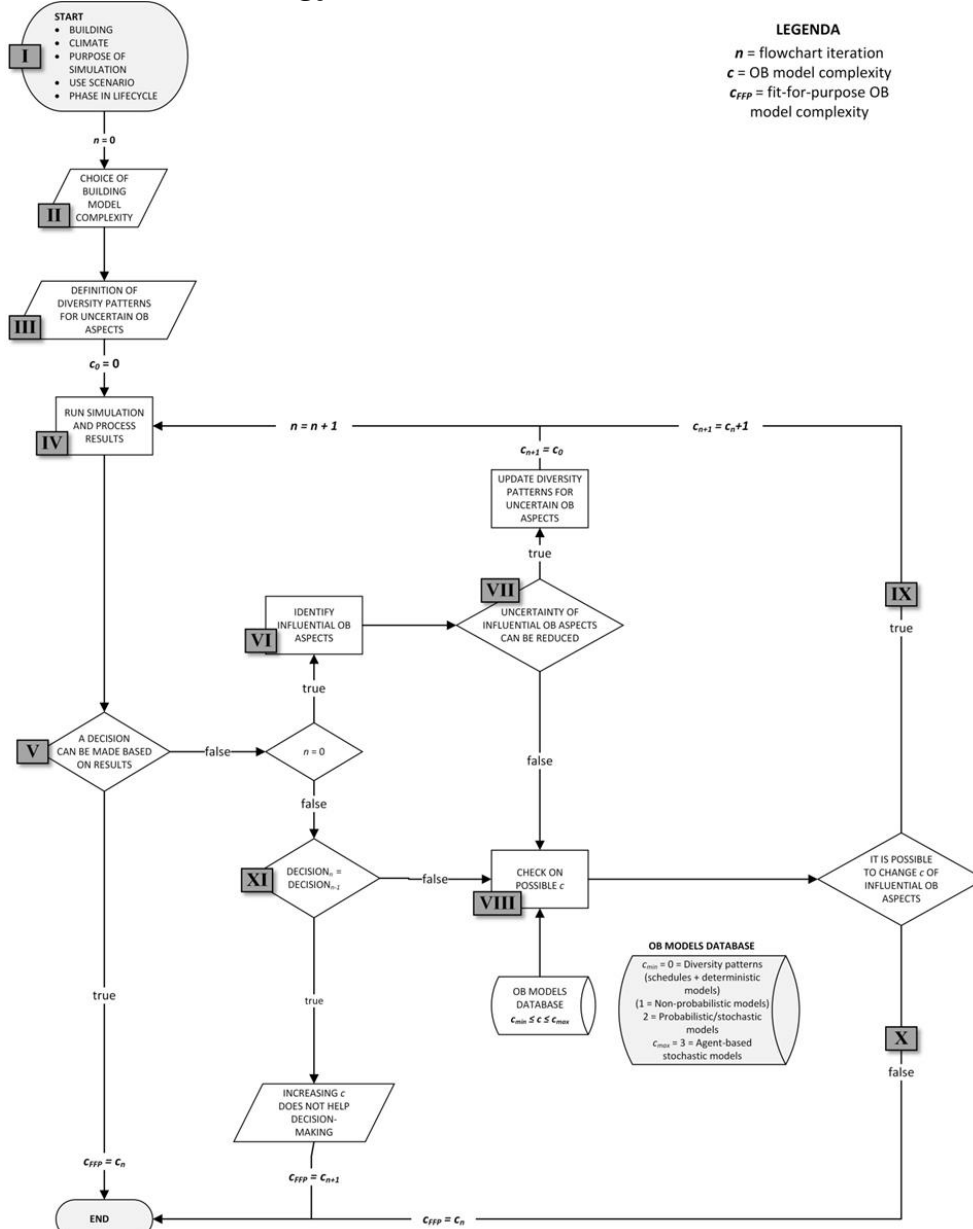 START
• BUILDING
• CLIMATE
• PURPOSE OF
SIMULATION
• USE SCENARIO
• PHASE IN LIFECYCLE
I
LEGENDA
n = flowchart iteration
c = OB model complexity
cFFP = fit-for-purpose OB
model complexity
n = 0
CHOICE OF
BUILDING
MODEL
COMPLEXITY
II
DEFINITION OF
DIVERSITY PATTERNS
FOR UNCERTAIN OB
ASPECTS
III
c0 = 0
RUN SIMULATION
AND PROCESS
RESULTS
IV
n = n + 1
cn+1 = cn+1
cn+1 = c0
UPDATE DIVERSITY
PATTERNS FOR
UNCERTAIN OB
ASPECTS
true
VII
UNCERTAINTY OF
INFLUENTIAL OB ASPECTS
CAN BE REDUCED
IX
true
IDENTIFY
INFLUENTIAL OB
ASPECTS
VI
true
A DECISION
CAN BE MADE BASED
ON RESULTS
V
false
n = 0
false
false
DECISIONn =
DECISIONn-1
XI
false
CHECK ON
POSSIBLE c
VIII
IT IS POSSIBLE
TO CHANGE c OF
INFLUENTIAL OB
ASPECTS
true
true
OB MODELS
DATABASE
cmin ≤ c ≤ cmax
OB MODELS DATABASE
cmin = 0 = Diversity patterns
(schedules + deterministic
models)
(1 = Non-probabilistic models)
2 = Probabilistic/stochastic
models
cmax = 3 = Agent-based
stochastic models
X
false
INCREASING c
DOES NOT HELP
DECISION-
MAKING
cFFP = cn
cFFP = cn+1
END
cFFP = cn